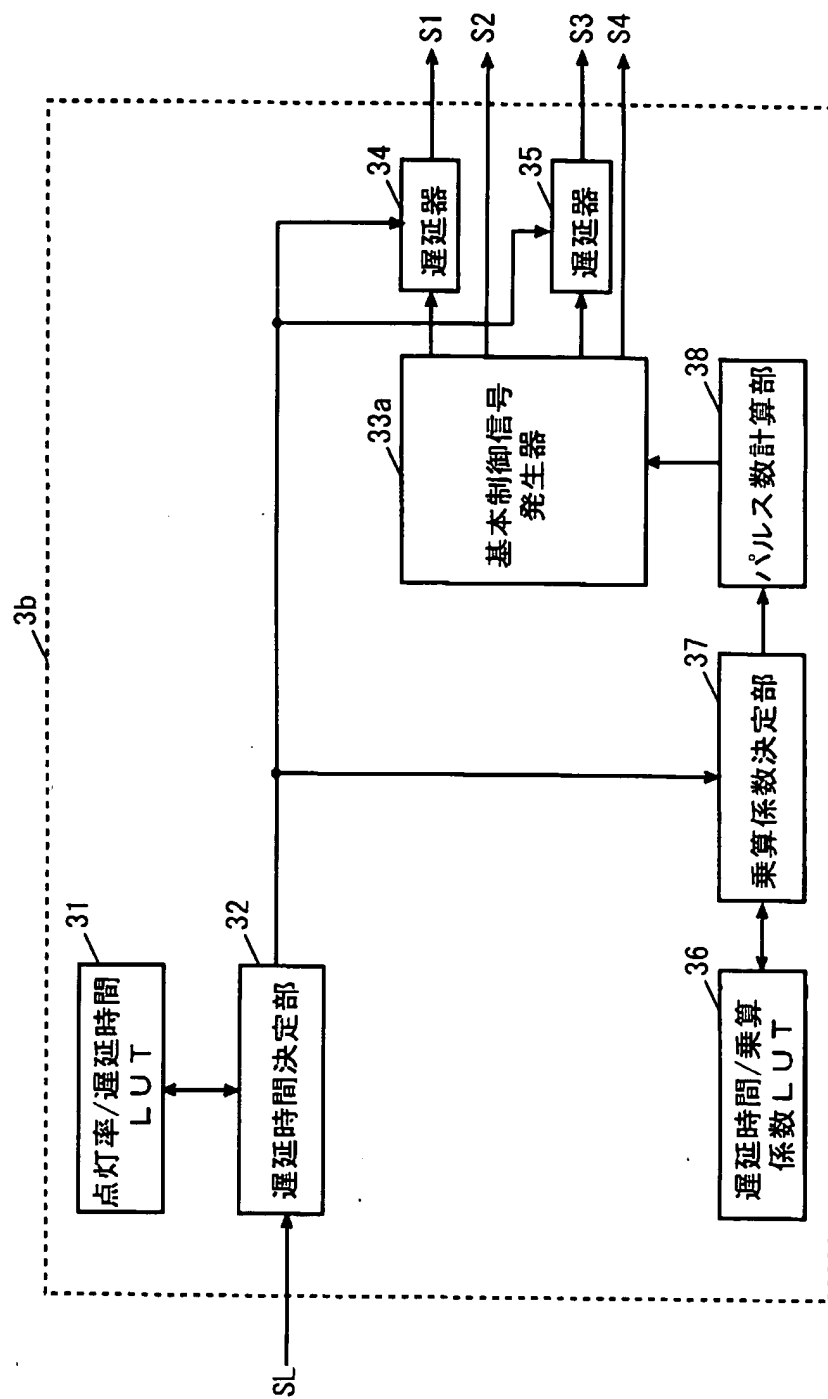 3b
31
点灯率/遅延時間
LUT
32
遅延時間決定部
SL
34
遅延器
S1
S2
35
遅延器
S3
S4
33a
基本制御信号
発生器
36
遅延時間/乗算
係数LUT
37
乗算係数決定部
38
パルス数計算部